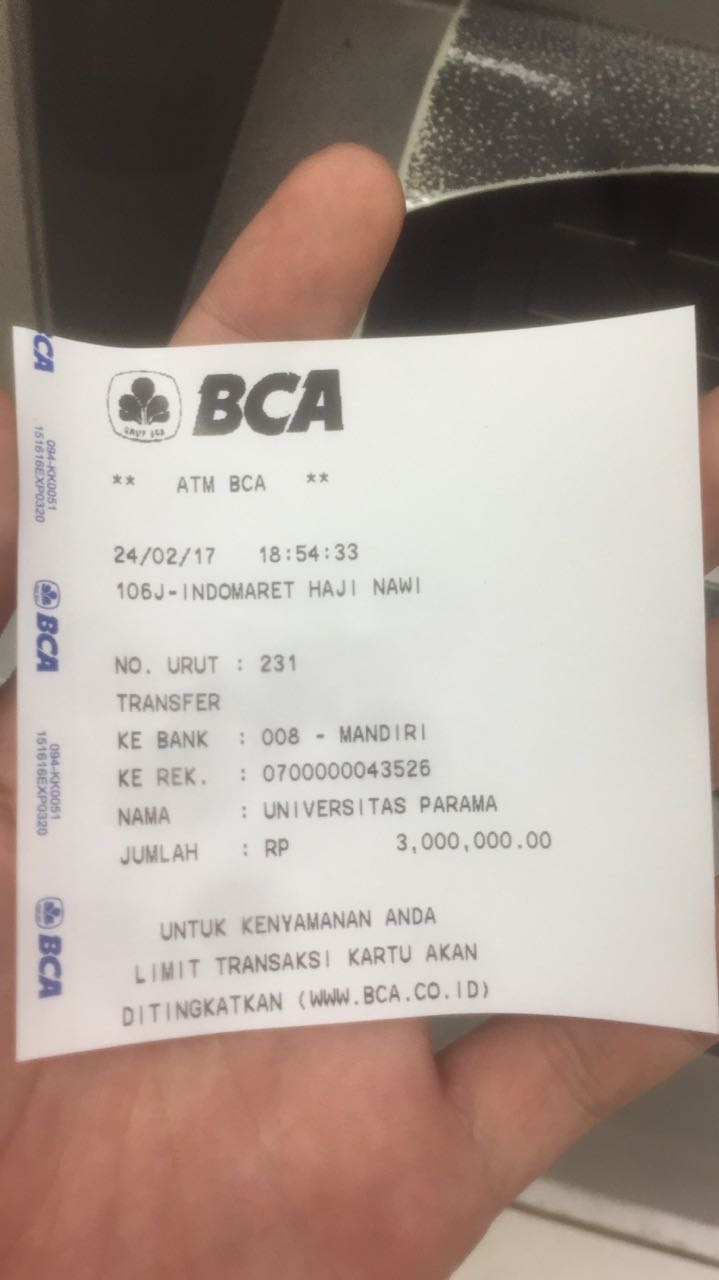 BCA
** ATM BCA **
24/02/17 18:54:33
106J-INDOMARET HAJI NAWI
NO. URUT : 231
TRANSFER
KE BANK : 008 - MANDIRI
KE REK. : 0700000043526
NAMA : UNIVERSITAS PARAMA
JUMLAH : RP 3,000,000.00
UNTUK KENYAMANAN ANDA
LIMIT TRANSAKSI KARTU AKAN
DITINGKATKAN (WWW.BCA.CO.ID)
CA
094-KK0051
151616EXP0320
BCA
094-KK0051
151616EXP0320
BCA